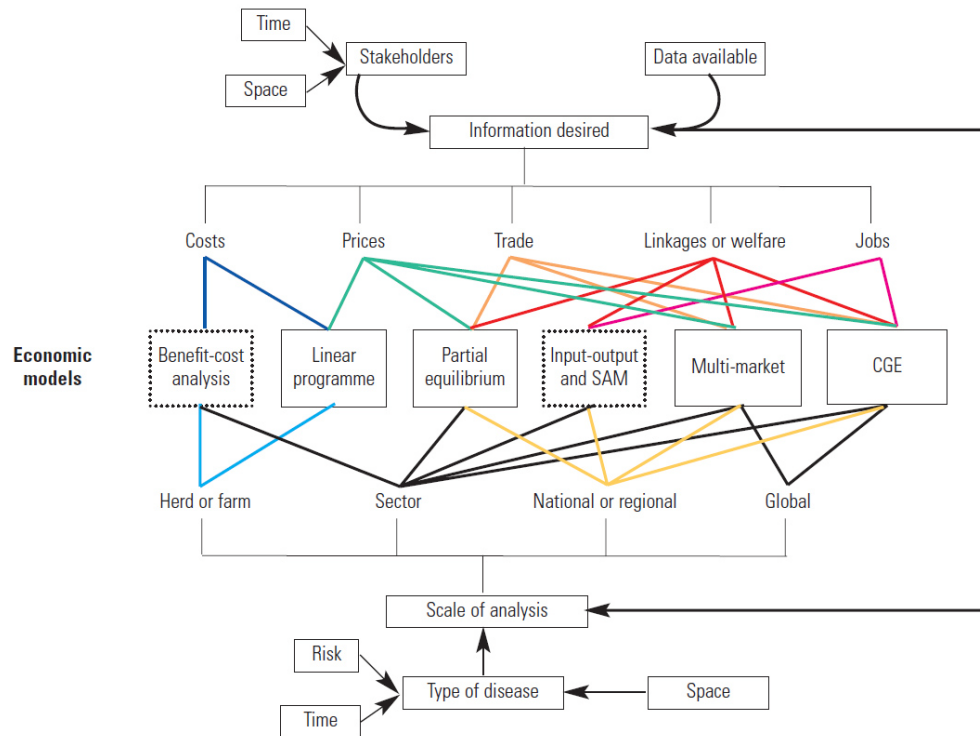 Time
Stakeholders
Data available
Space
Information desired
Costs
Prices
Trade
Linkages or welfare
Jobs
Economic
models
Benefit-cost
analysis
Linear
programme
Partial
equilibrium
Input-output
and SAM
Multi-market
CGE
Herd or farm
Sector
National or regional
Global
Scale of analysis
Risk
Type of disease
Space
Time